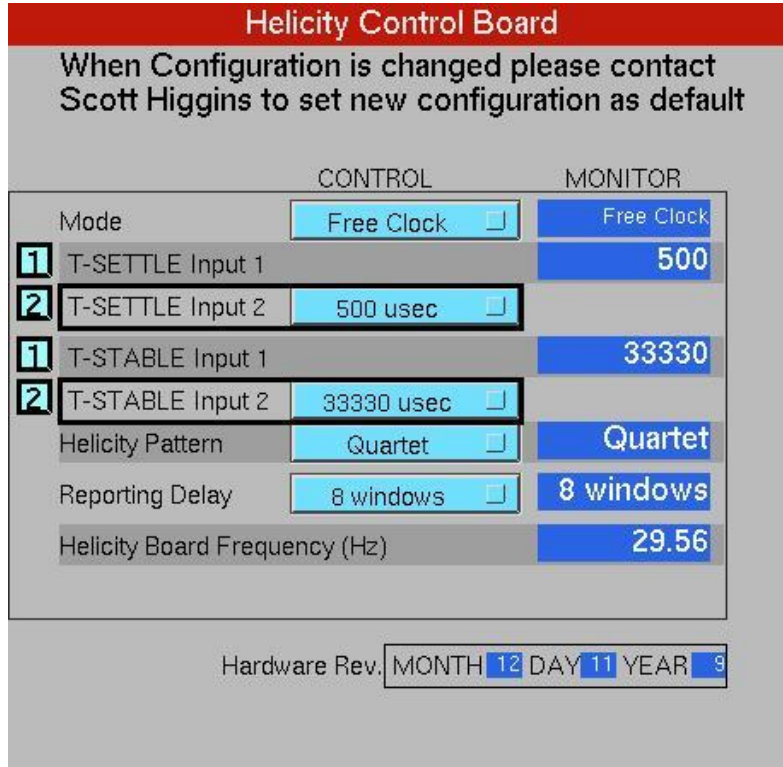 Helicity Control Board
When Configuration is changed please contact
Scott Higgins to set new configuration as default
CONTROL MONITOR
Mode Free Clock Free Clock
1 T-SETTLE Input 1 500
2 T-SETTLE Input 2 500 usec
1 T-STABLE Input 1 33330
2 T-STABLE Input 2 33330 usec
Helicity Pattern Quartet Quartet
Reporting Delay 8 windows 8 windows
Helicity Board Frequency (Hz) 29.56
Hardware Rev. MONTH 12 DAY 11 YEAR 9